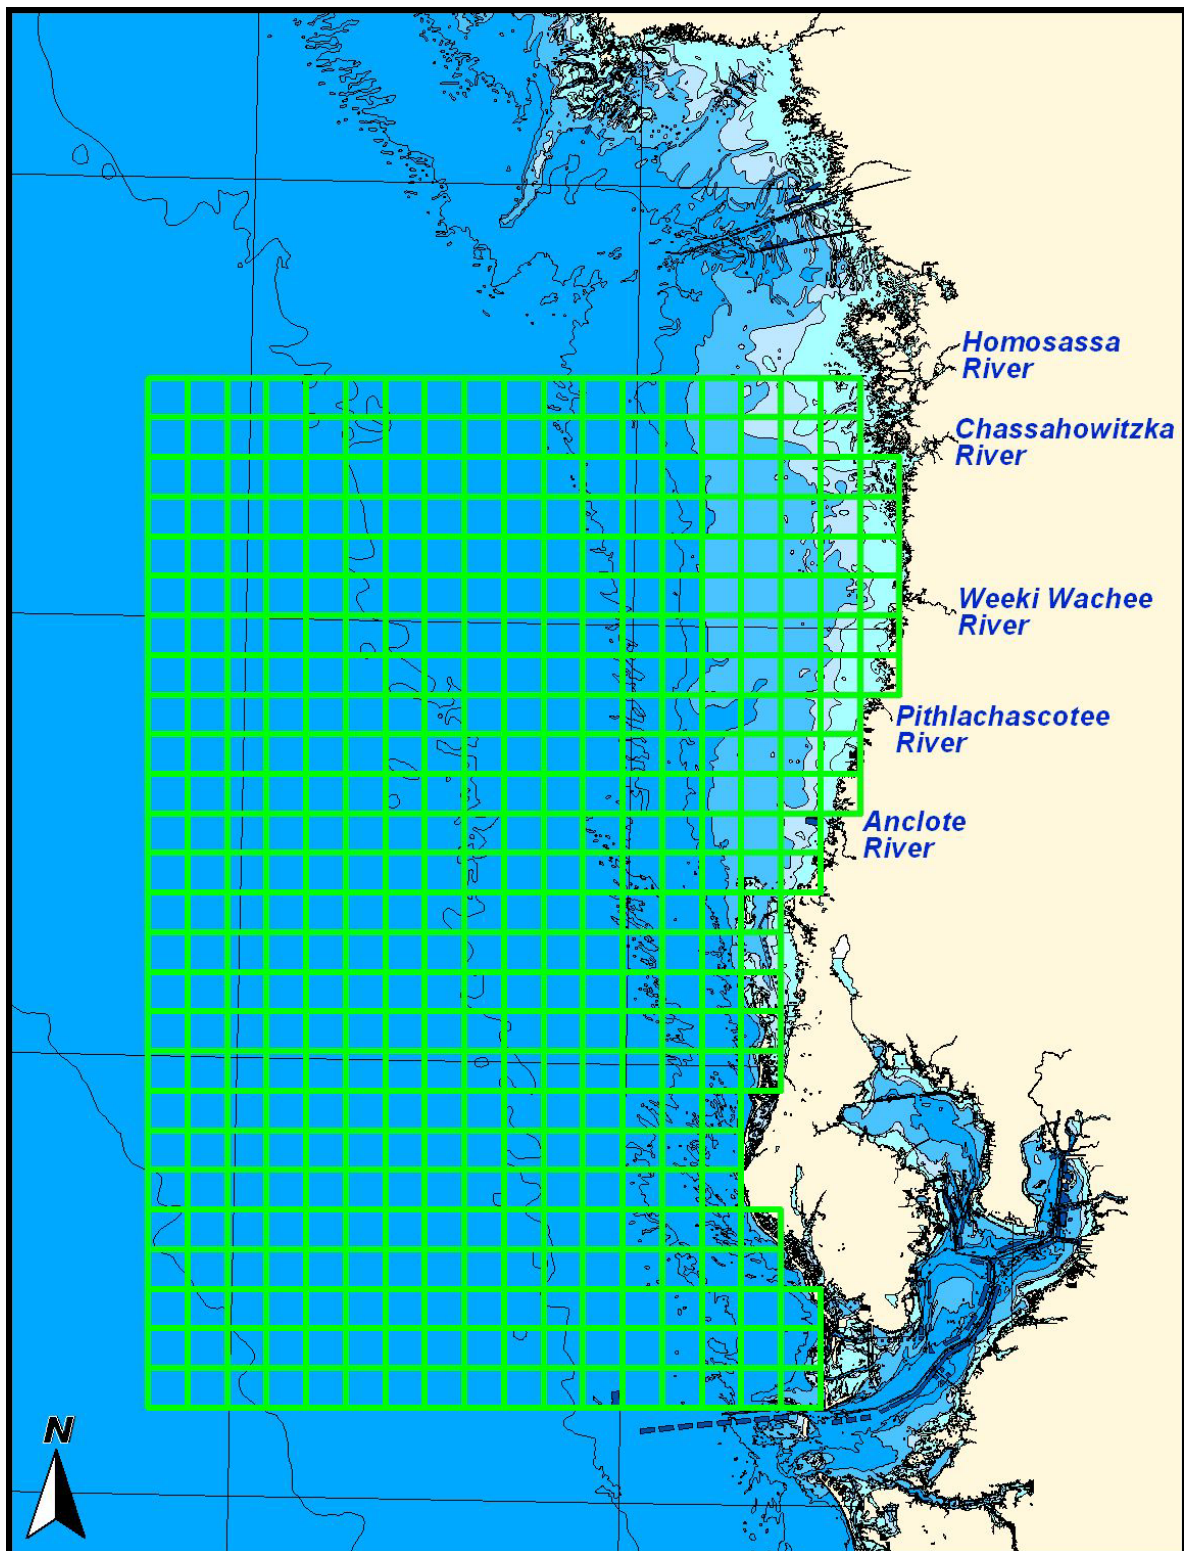 Homosassa
River
Chassahowitzka
River
Weeki Wachee
River
Pithlachascotee
River
Anclote
River
N